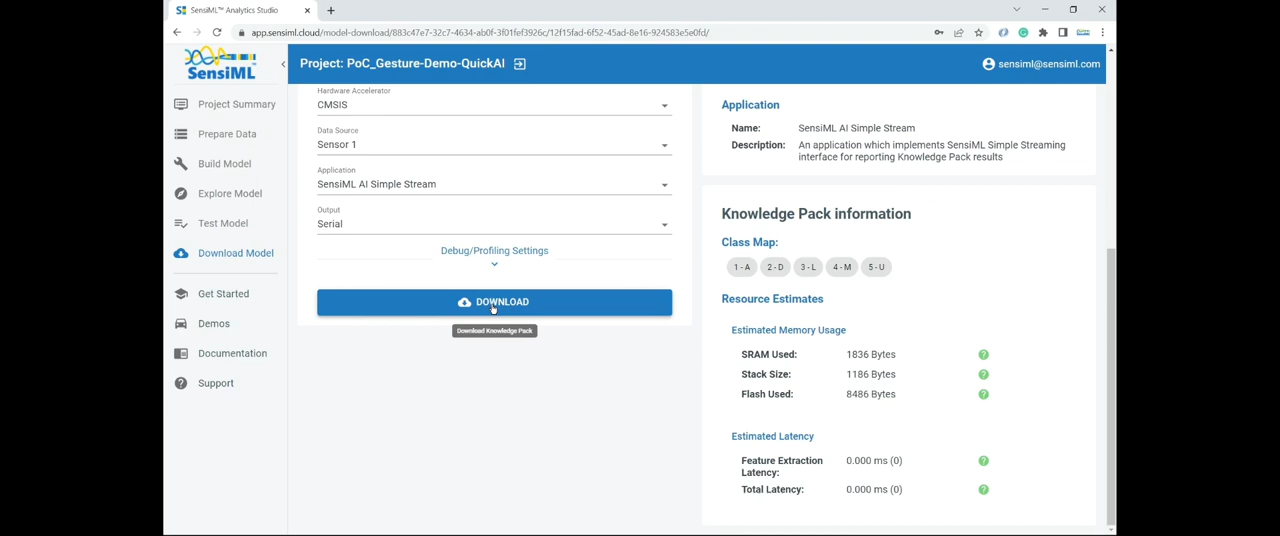 SensiML™ Analytics Studio
app.sensiml.cloud/model-download/883c47e7-32c7-4634-ab0f-3f01fef3926c/12f15fad-6f52-45ad-8e16-924583e5e0fd/
SensiML
Project: PoC_Gesture-Demo-QuickAI
sensiml@sensiml.com
Project Summary
Prepare Data
Build Model
Explore Model
Test Model
Download Model
Get Started
Demos
Documentation
Support
Hardware Accelerator
CMSIS
Data Source
Sensor 1
Application
SensiML AI Simple Stream
Output
Serial
Debug/Profiling Settings
DOWNLOAD
Download Knowledge Pack
Application
Name: SensiML AI Simple Stream
Description: An application which implements SensiML Simple Streaming
interface for reporting Knowledge Pack results
Knowledge Pack information
Class Map:
1 - A 2 - D 3 - L 4 - M 5 - U
Resource Estimates
Estimated Memory Usage
SRAM Used: 1836 Bytes ?
Stack Size: 1186 Bytes ?
Flash Used: 8486 Bytes ?
Estimated Latency
Feature Extraction 0.000 ms (0) ?
Latency:
Total Latency: 0.000 ms (0) ?